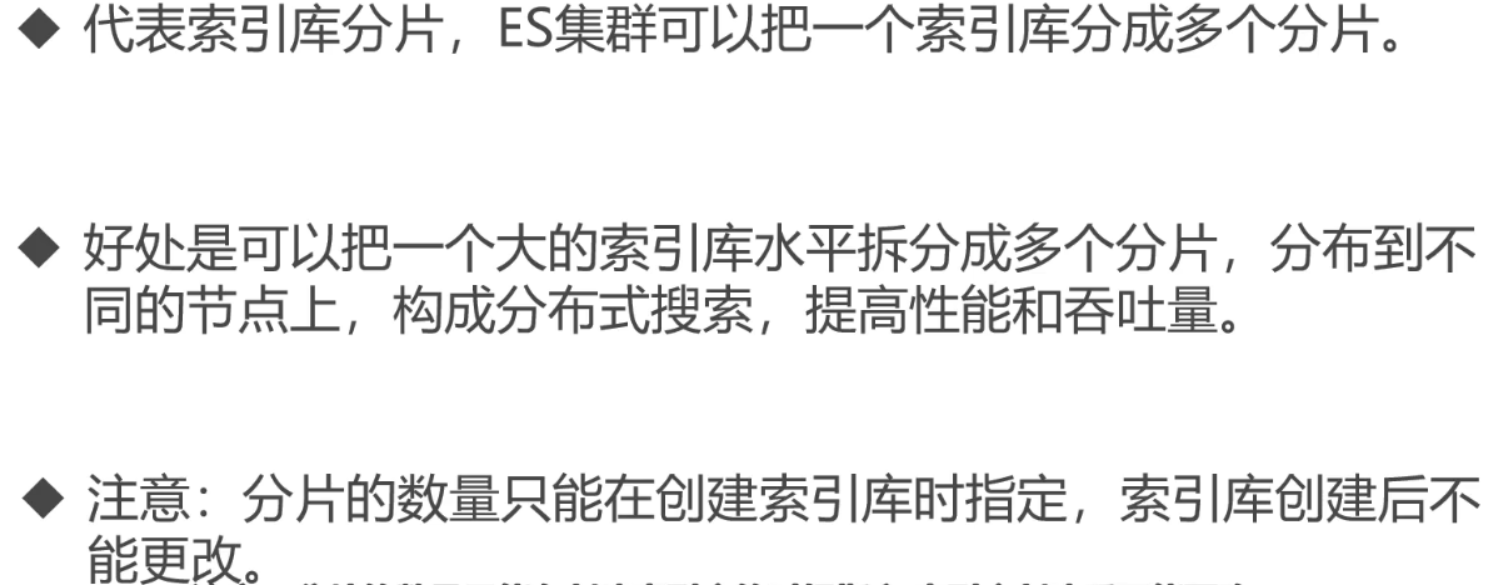 ◆ 代表索引库分片，ES集群可以把一个索引库分成多个分片。
◆ 好处是可以把一个大的索引库水平拆分成多个分片，分布到不
同的节点上，构成分布式搜索，提高性能和吞吐量。
◆ 注意：分片的数量只能在创建索引库时指定，索引库创建后不
能更改。